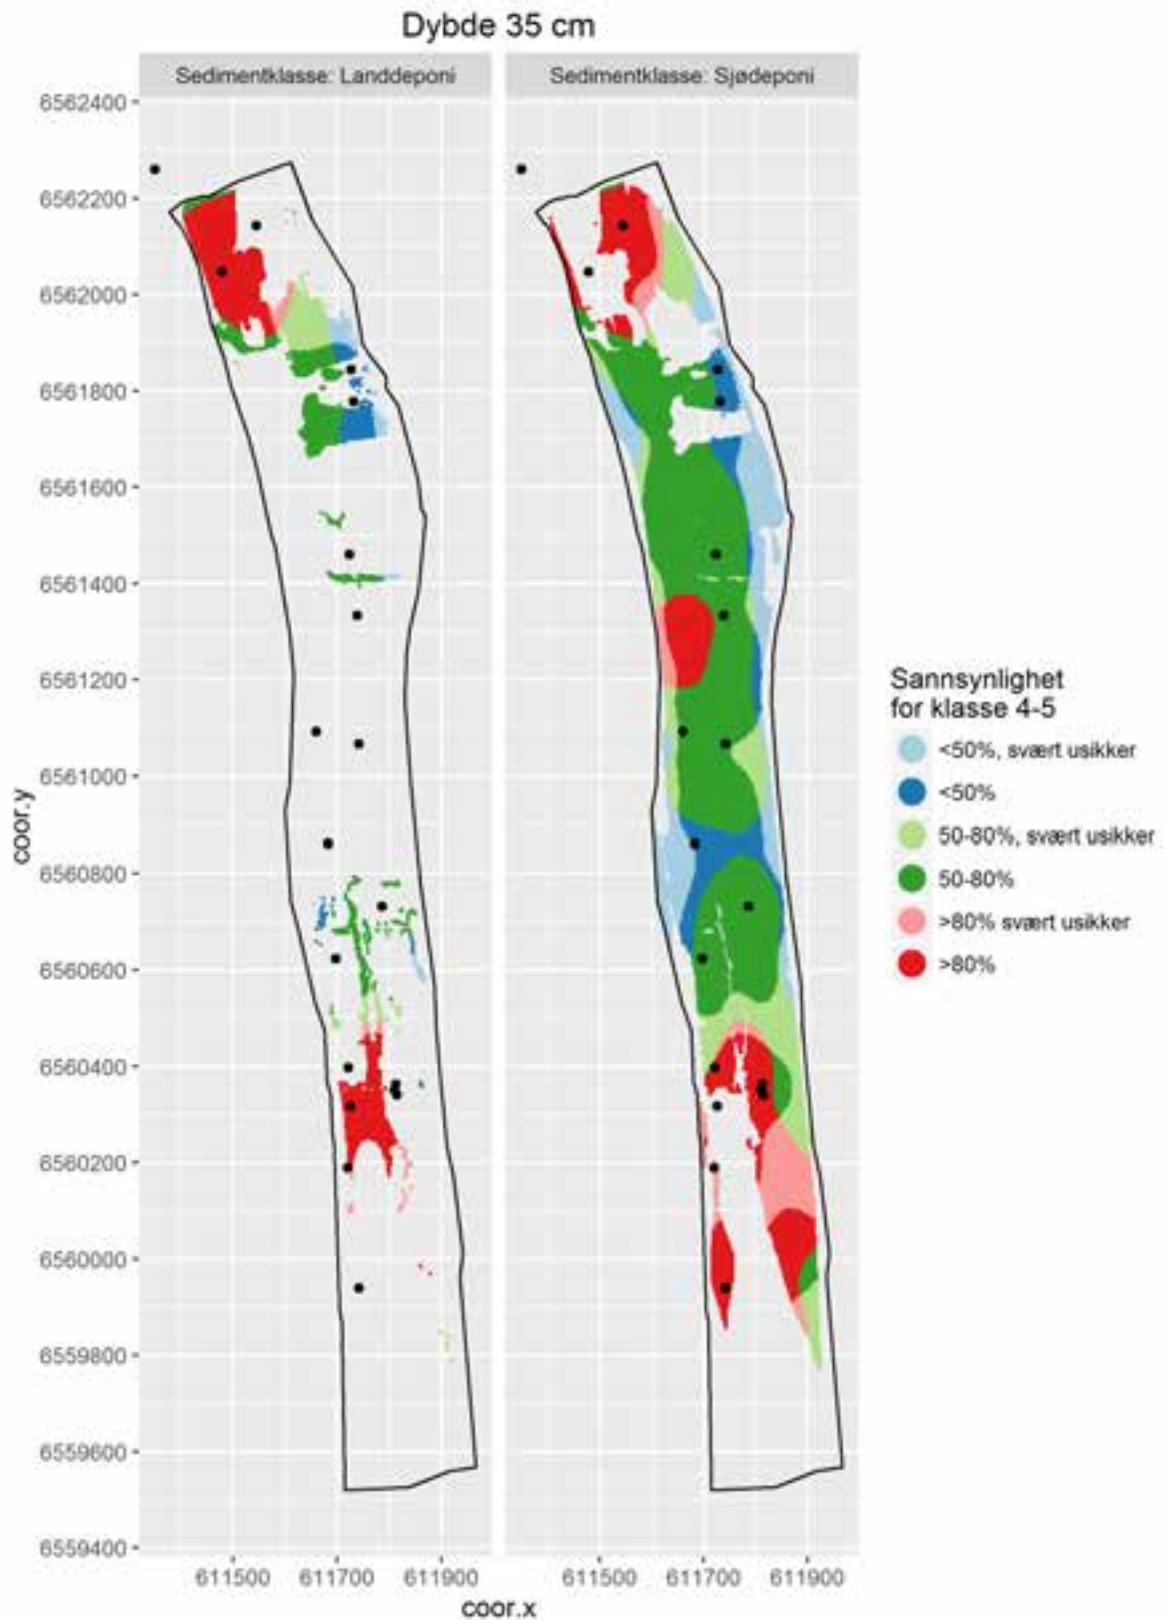 Dybde 35 cm
Sedimentklasse: Landdeponi
Sedimentklasse: Sjødeponi
6562400
6562200
6562000
6561800
6561600
6561400
6561200
6561000
6560800
6560600
6560400
6560200
6560000
6559800
6559600
6559400
coor.y
611500 611700 611900
611500 611700 611900
coor.x
Sannsynlighet
for klasse 4-5
<50%, svært usikker
<50%
50-80%, svært usikker
50-80%
>80% svært usikker
>80%